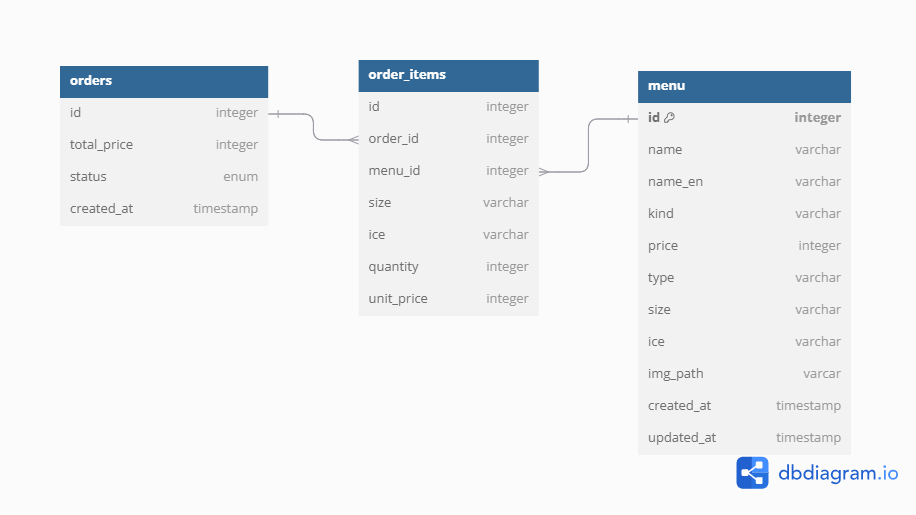 orders
id integer
total_price integer
status enum
created_at timestamp
order_items
id integer
order_id integer
menu_id integer
size varchar
ice varchar
quantity integer
unit_price integer
menu
id integer
name varchar
name_en varchar
kind varchar
price integer
type varchar
size varchar
ice varchar
img_path varcar
created_at timestamp
updated_at timestamp
dbdiagram.io